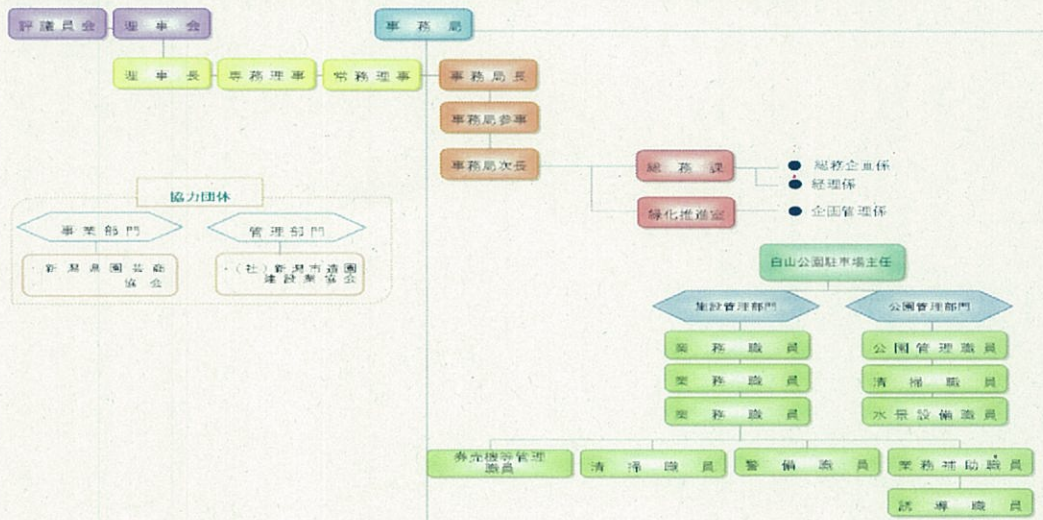 評議員会 理事会 事務局
理事長 専務理事 常務理事 事務局長
事務局参事
事務局次長 総務課 ● 総務企画係
● 経理係
緑化推進室 ● 企画管理係
協力団体
事業部門 管理部門
新潟県園芸商
協会
(社)新潟市造園
建設業協会
白山公園駐車場主任
施設管理部門 公園管理部門
業務職員 公園管理職員
業務職員 清掃職員
業務職員 水景設備職員
券売機等管理
職員
清掃職員 警備職員 業務補助職員
誘導職員